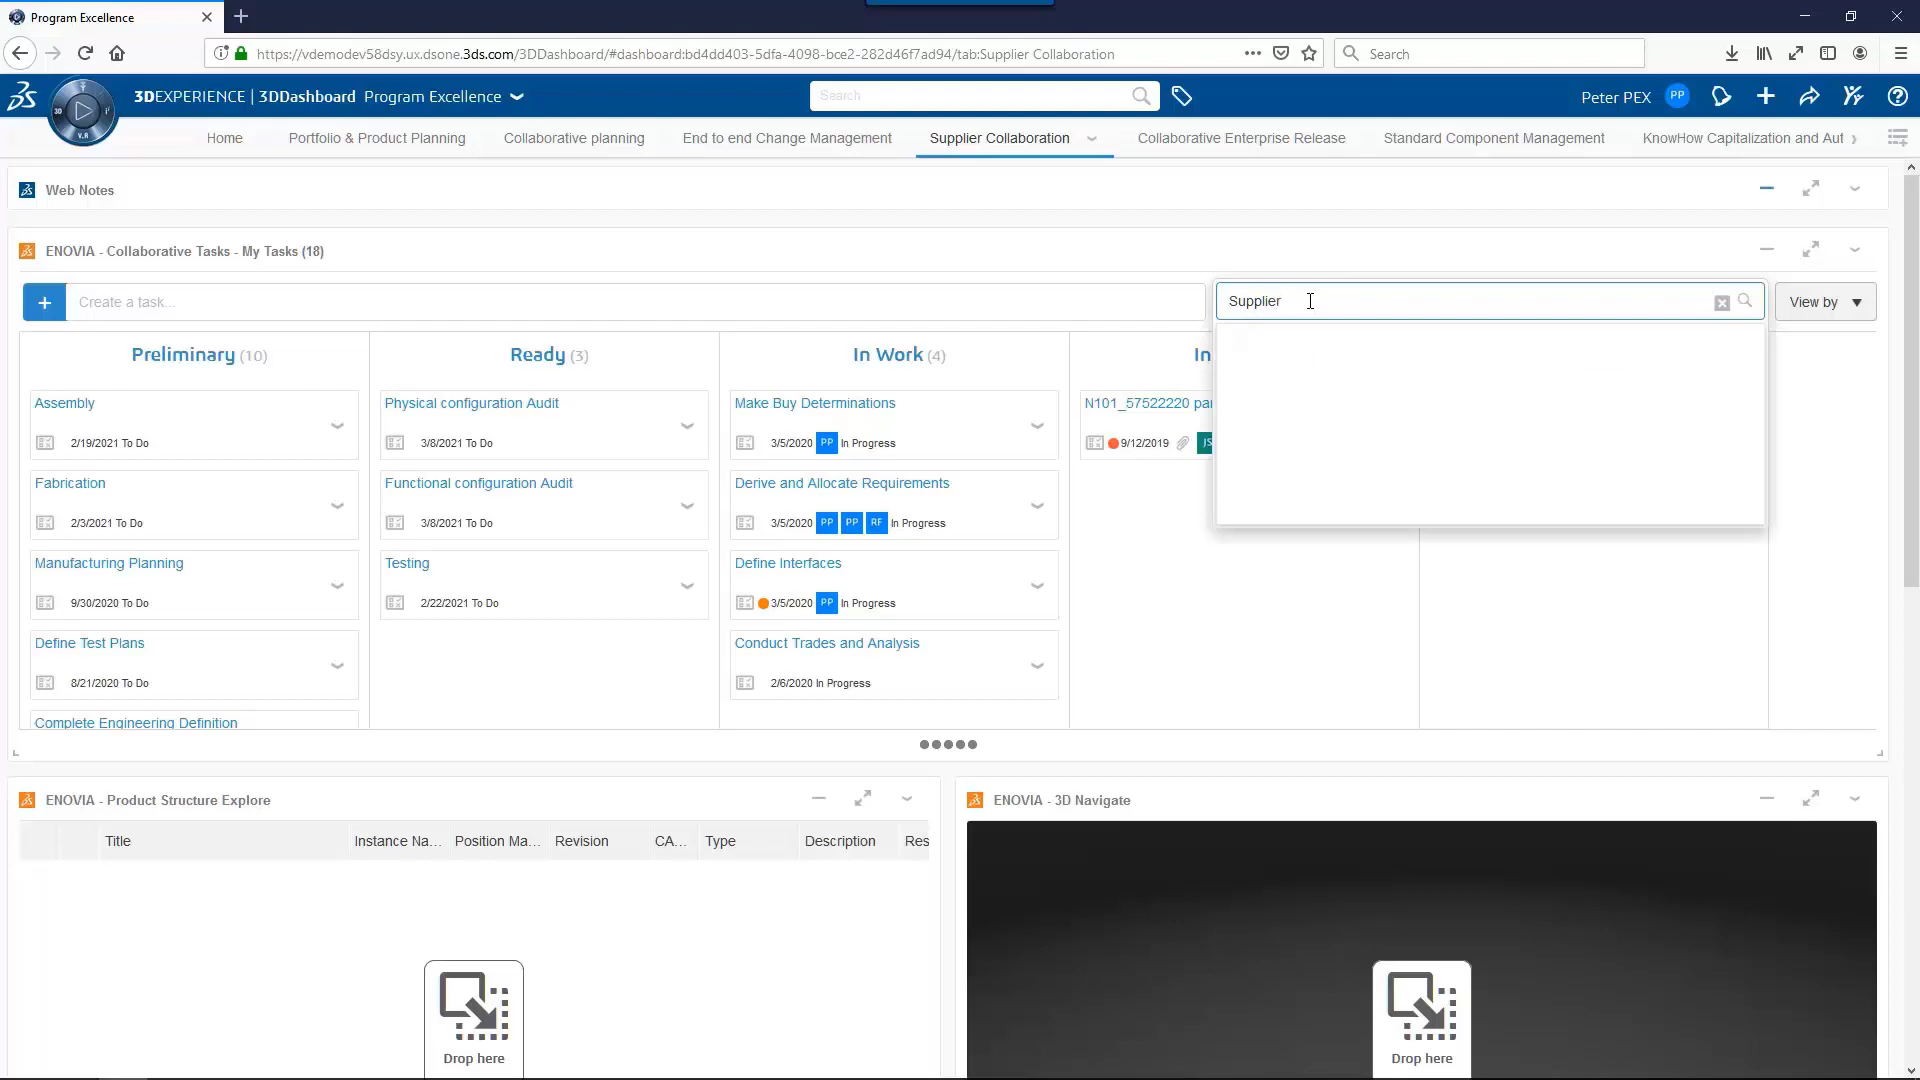 Program Excellence
https://vdemodev58dsy.ux.dsone.3ds.com/3DDashboard/#dashboard:bd4dd403-5dfa-4098-bce2-282d46f7ad94/tab:Supplier Collaboration
Search
3DEXPERIENCE | 3DDashboard Program Excellence
Search
Peter PEX PP
3D
V.R
Home
Portfolio & Product Planning
Collaborative planning
End to end Change Management
Supplier Collaboration
Collaborative Enterprise Release
Standard Component Management
KnowHow Capitalization and Aut
Web Notes
ENOVIA - Collaborative Tasks - My Tasks (18)
Create a task...
Supplier
View by
Preliminary (10)
Assembly
2/19/2021 To Do
Fabrication
2/3/2021 To Do
Manufacturing Planning
9/30/2020 To Do
Define Test Plans
8/21/2020 To Do
Complete Engineering Definition
Ready (3)
Physical configuration Audit
3/8/2021 To Do
Functional configuration Audit
3/8/2021 To Do
Testing
2/22/2021 To Do
In Work (4)
Make Buy Determinations
3/5/2020 PP In Progress
Derive and Allocate Requirements
3/5/2020 PP PP RF In Progress
Define Interfaces
3/5/2020 PP In Progress
Conduct Trades and Analysis
2/6/2020 In Progress
In
N101_57522220 par
9/12/2019 JS
ENOVIA - Product Structure Explore
Title Instance Na... Position Ma... Revision CA... Type Description Res
Drop here
ENOVIA - 3D Navigate
Drop here